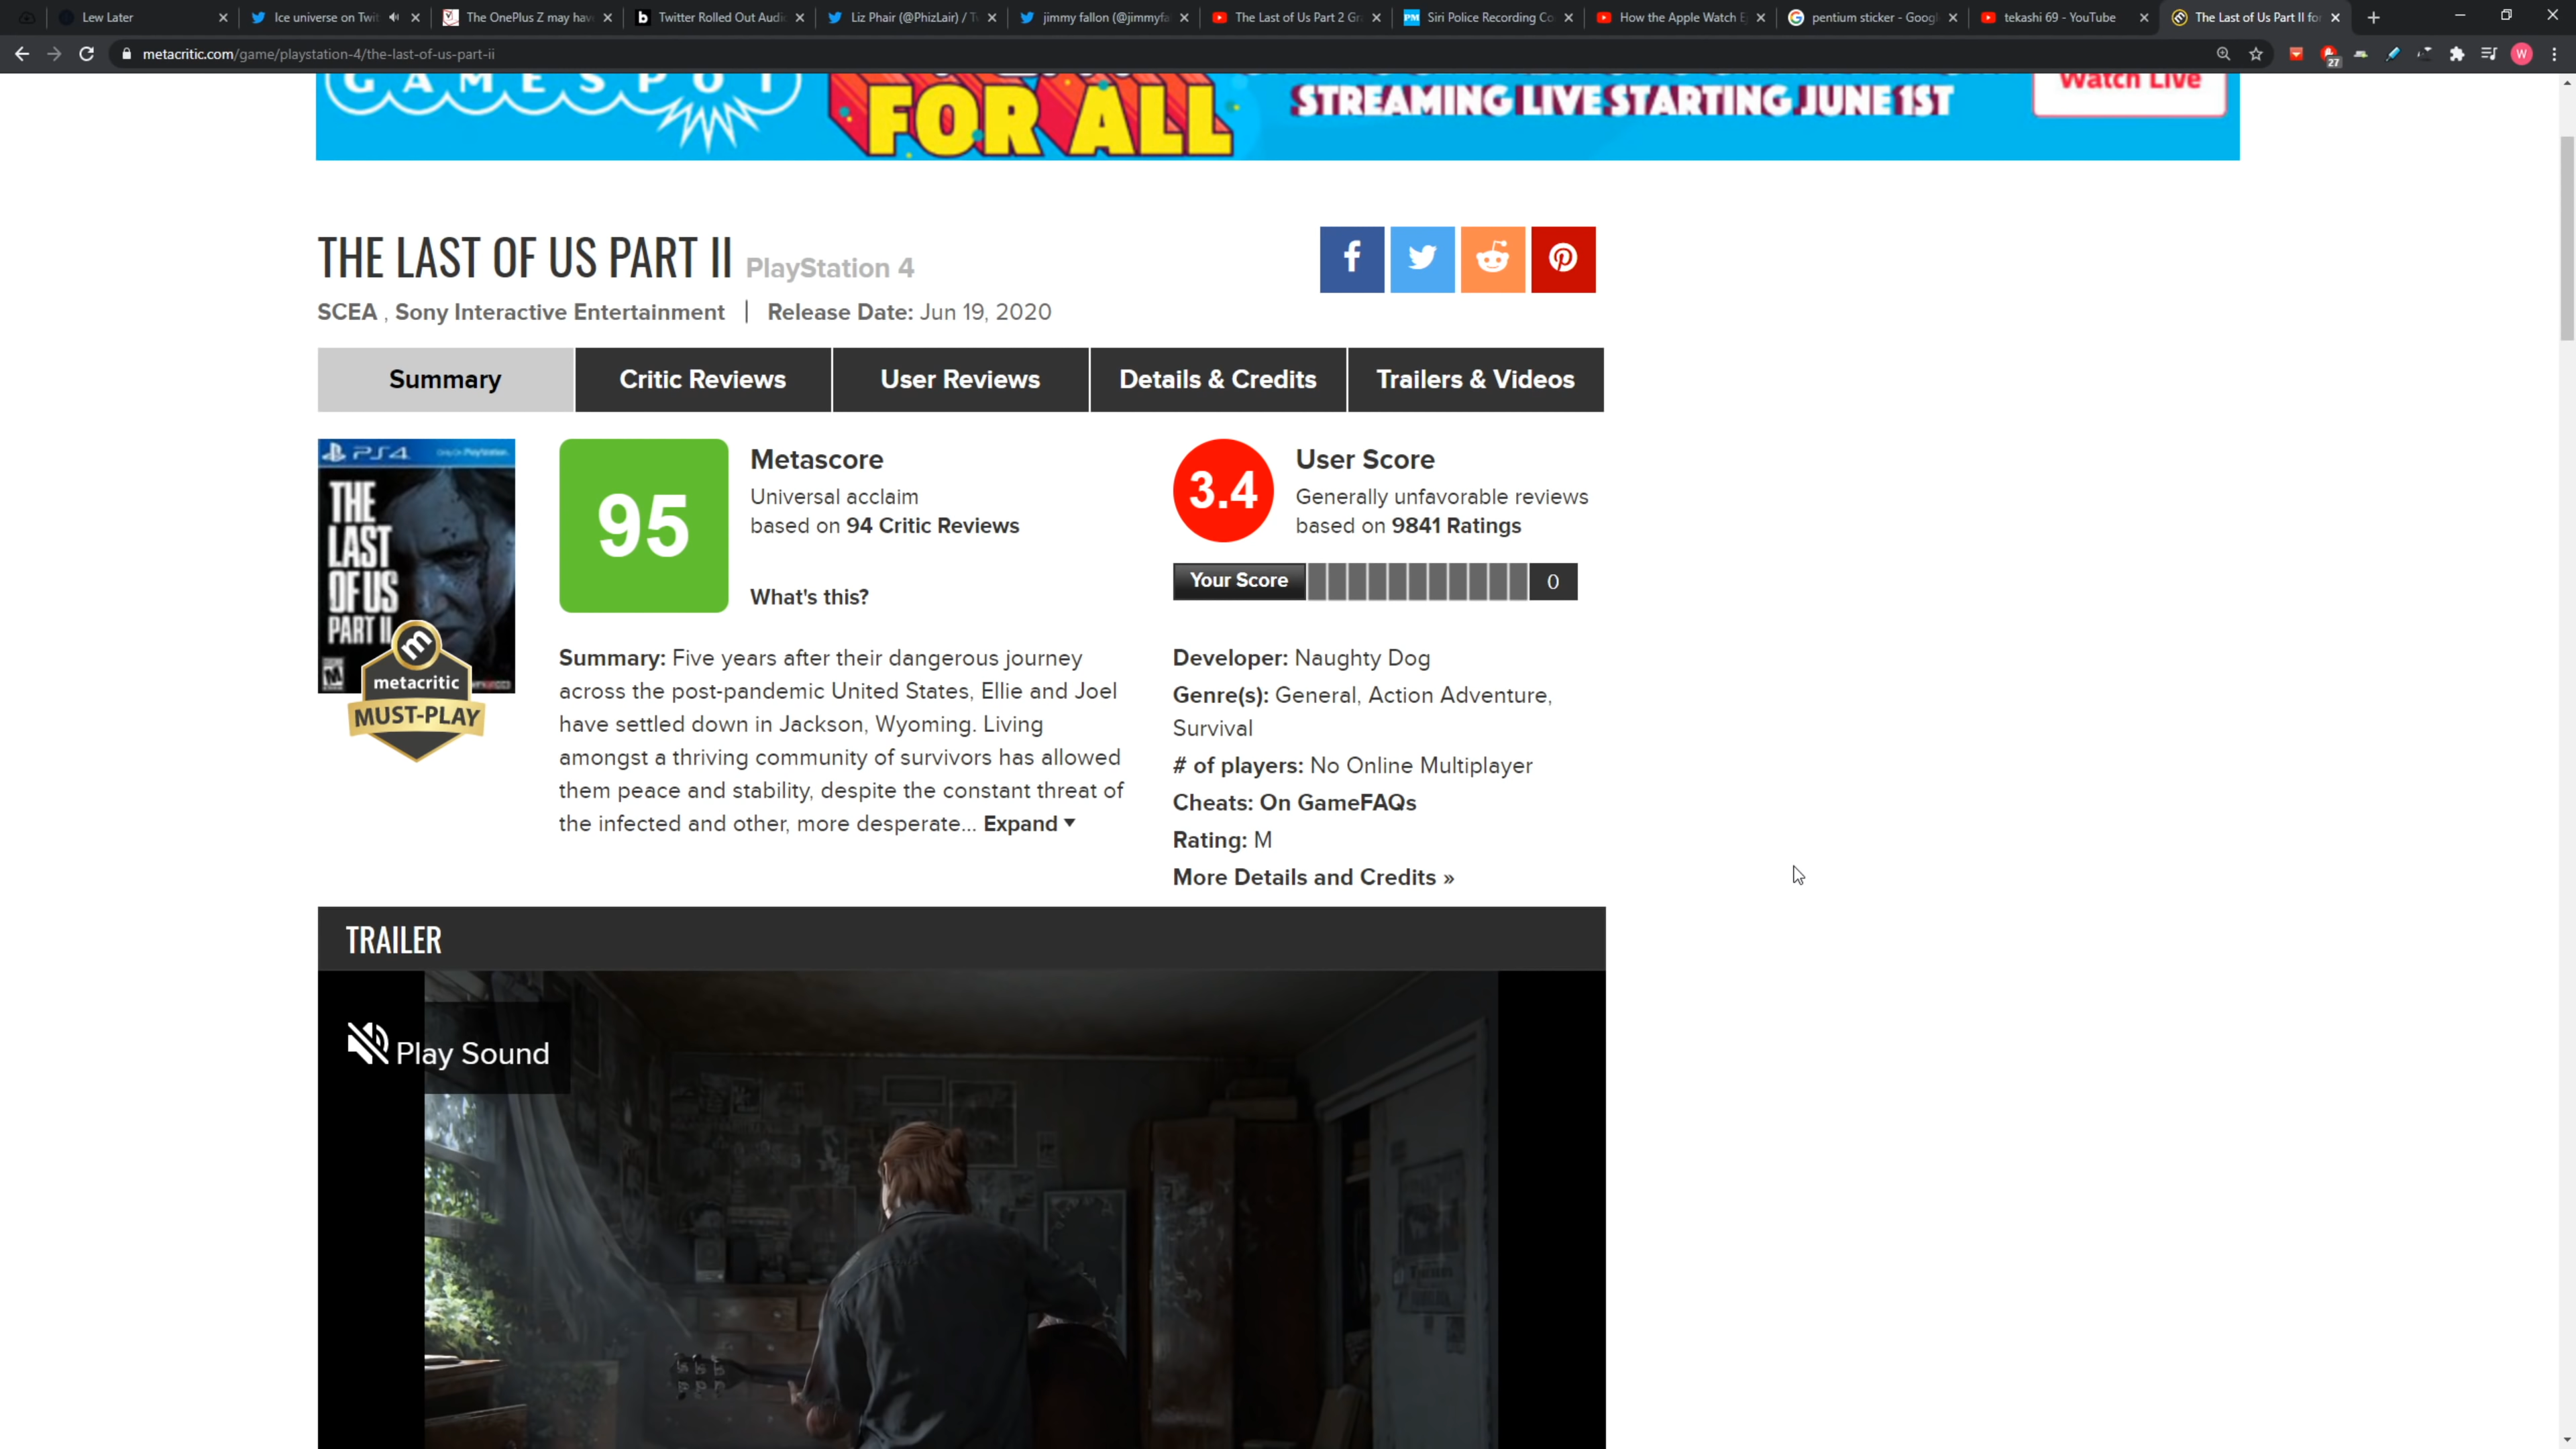 Lew Later
Ice universe on Twit
The OnePlus Z may hav
Twitter Rolled Out Audi
Liz Phair (@PhizLair) / T
jimmy fallon (@jimmyfa
The Last of Us Part 2 Gr
Siri Police Recording Co
How the Apple Watch E
pentium sticker - Googl
tekashi 69 - YouTube
The Last of Us Part II fo
metacritic.com/game/playstation-4/the-last-of-us-part-ii
27
W
GAMESPOT
FOR ALL
STREAMING LIVE STARTING JUNE 1ST
Watch Live
THE LAST OF US PART II PlayStation 4
SCEA , Sony Interactive Entertainment | Release Date: Jun 19, 2020
Summary
Critic Reviews
User Reviews
Details & Credits
Trailers & Videos
PS4
Only On PlayStation
THE
LAST
OF US
PART II
M
metacritic
MUST-PLAY
95
Metascore
Universal acclaim
based on 94 Critic Reviews
What's this?
3.4
User Score
Generally unfavorable reviews
based on 9841 Ratings
Your Score
0
Summary: Five years after their dangerous journey
across the post-pandemic United States, Ellie and Joel
have settled down in Jackson, Wyoming. Living
amongst a thriving community of survivors has allowed
them peace and stability, despite the constant threat of
the infected and other, more desperate... Expand
Developer: Naughty Dog
Genre(s): General, Action Adventure,
Survival
# of players: No Online Multiplayer
Cheats: On GameFAQs
Rating: M
More Details and Credits »
TRAILER
Play Sound